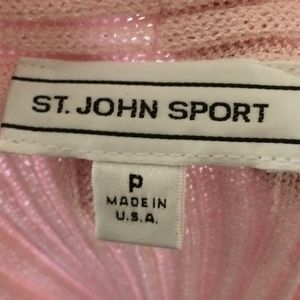 ST. JOHN SPORT
P
MADE IN
U.S.A.